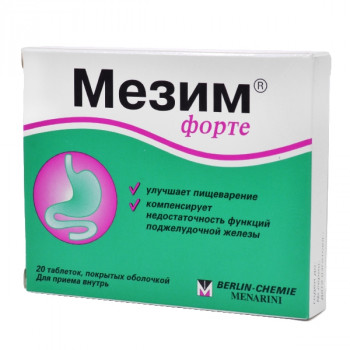 Мезим®
форте
улучшает пищеварение
компенсирует
недостаточность функций
поджелудочной железы
20 таблеток, покрытых оболочкой
Для приема внутрь
BERLIN-CHEMIE
MENARINI